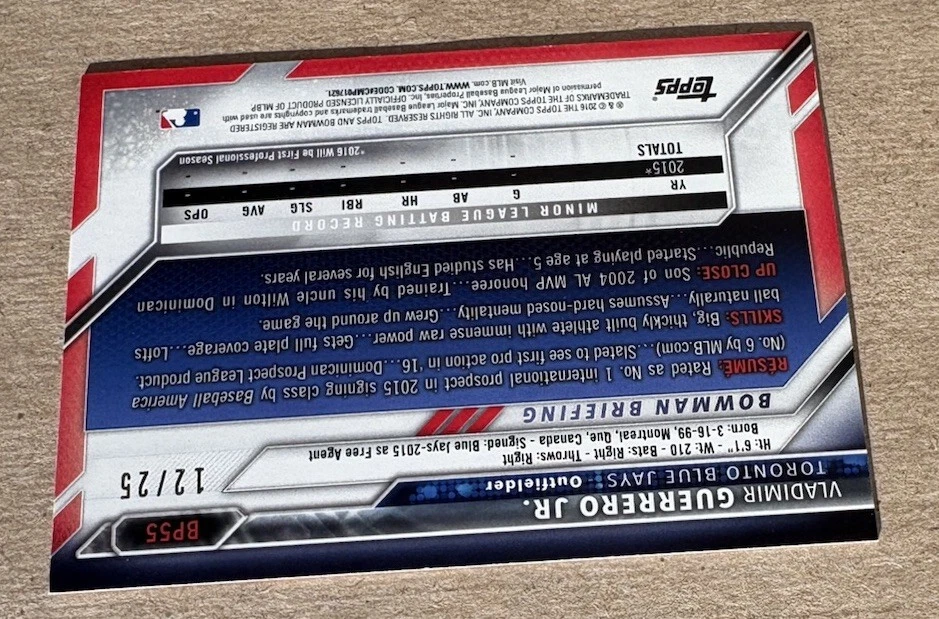 BP55
VLADIMIR GUERRERO JR.
TORONTO BLUE JAYS Outfielder
12/25
Ht: 6'1" - Wt: 210 - Bats: Right - Throws: Right
Born: 3-16-99, Montreal, Que, Canada - Signed: Blue Jays-2015 as Free Agent
BOWMAN BRIEFING
RESUMÉ: Rated as No. 1 international prospect in 2015 signing class by Baseball America
(No. 6 by MLB.com)...Slated to see first pro action in '16...Dominican Prospect League product.
SKILLS: Big, thickly built athlete with immense raw power...Gets full plate coverage...Lofts
ball naturally...Assumes hard-nosed mentality...Grew up around the game.
UP CLOSE: Son of 2004 AL MVP honoree...Trained by his uncle Wilton in Dominican
Republic...Started playing at age 5...Has studied English for several years.
MINOR LEAGUE BATTING RECORD
YR G AB HR RBI SLG AVG OPS
2015* - - - - - - -
TOTALS - - - - - - -
*2016 Will be First Professional Season
® & © 2016 THE TOPPS COMPANY, INC. ALL RIGHTS RESERVED. TOPPS AND BOWMAN ARE REGISTERED
TRADEMARKS OF THE TOPPS COMPANY, INC. Major League Baseball trademarks and copyrights are used with
permission of Major League Baseball Properties, Inc. OFFICIALLY LICENSED PRODUCT OF MLBP
Visit MLB.com. WWW.TOPPS.COM. CODE#CMP017621.
topps